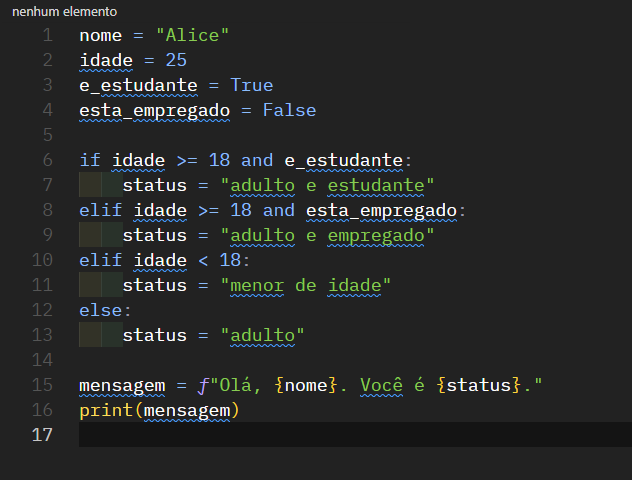 nenhum elemento
1 nome = "Alice"
2 idade = 25
3 e_estudante = True
4 esta_empregado = False
5
6 if idade >= 18 and e_estudante:
7     status = "adulto e estudante"
8 elif idade >= 18 and esta_empregado:
9     status = "adulto e empregado"
10 elif idade < 18:
11     status = "menor de idade"
12 else:
13     status = "adulto"
14
15 mensagem = f"Olá, {nome}. Você é {status}."
16 print(mensagem)
17